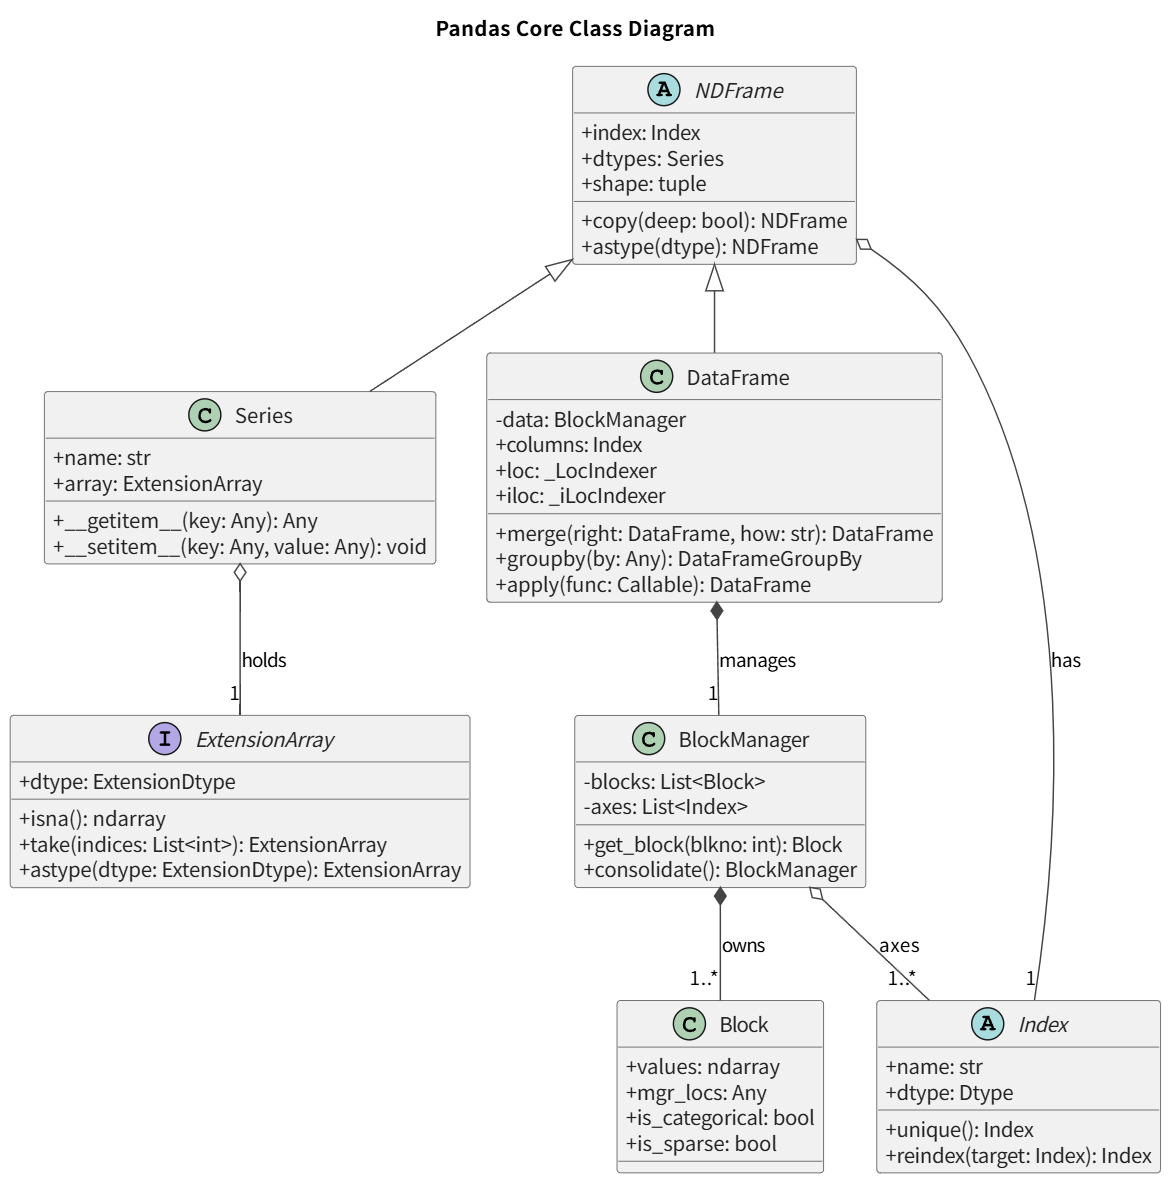 Pandas Core Class Diagram
A NDFrame
+index: Index
+dtypes: Series
+shape: tuple
+copy(deep: bool): NDFrame
+astype(dtype): NDFrame
C Series
+name: str
+array: ExtensionArray
+__getitem__(key: Any): Any
+__setitem__(key: Any, value: Any): void
C DataFrame
-data: BlockManager
+columns: Index
+loc: _LocIndexer
+iloc: _iLocIndexer
+merge(right: DataFrame, how: str): DataFrame
+groupby(by: Any): DataFrameGroupBy
+apply(func: Callable): DataFrame
holds
1
manages
1
has
1
I ExtensionArray
+dtype: ExtensionDtype
+isna(): ndarray
+take(indices: List<int>): ExtensionArray
+astype(dtype: ExtensionDtype): ExtensionArray
C BlockManager
-blocks: List<Block>
-axes: List<Index>
+get_block(blkno: int): Block
+consolidate(): BlockManager
owns
1..*
axes
1..*
C Block
+values: ndarray
+mgr_locs: Any
+is_categorical: bool
+is_sparse: bool
A Index
+name: str
+dtype: Dtype
+unique(): Index
+reindex(target: Index): Index